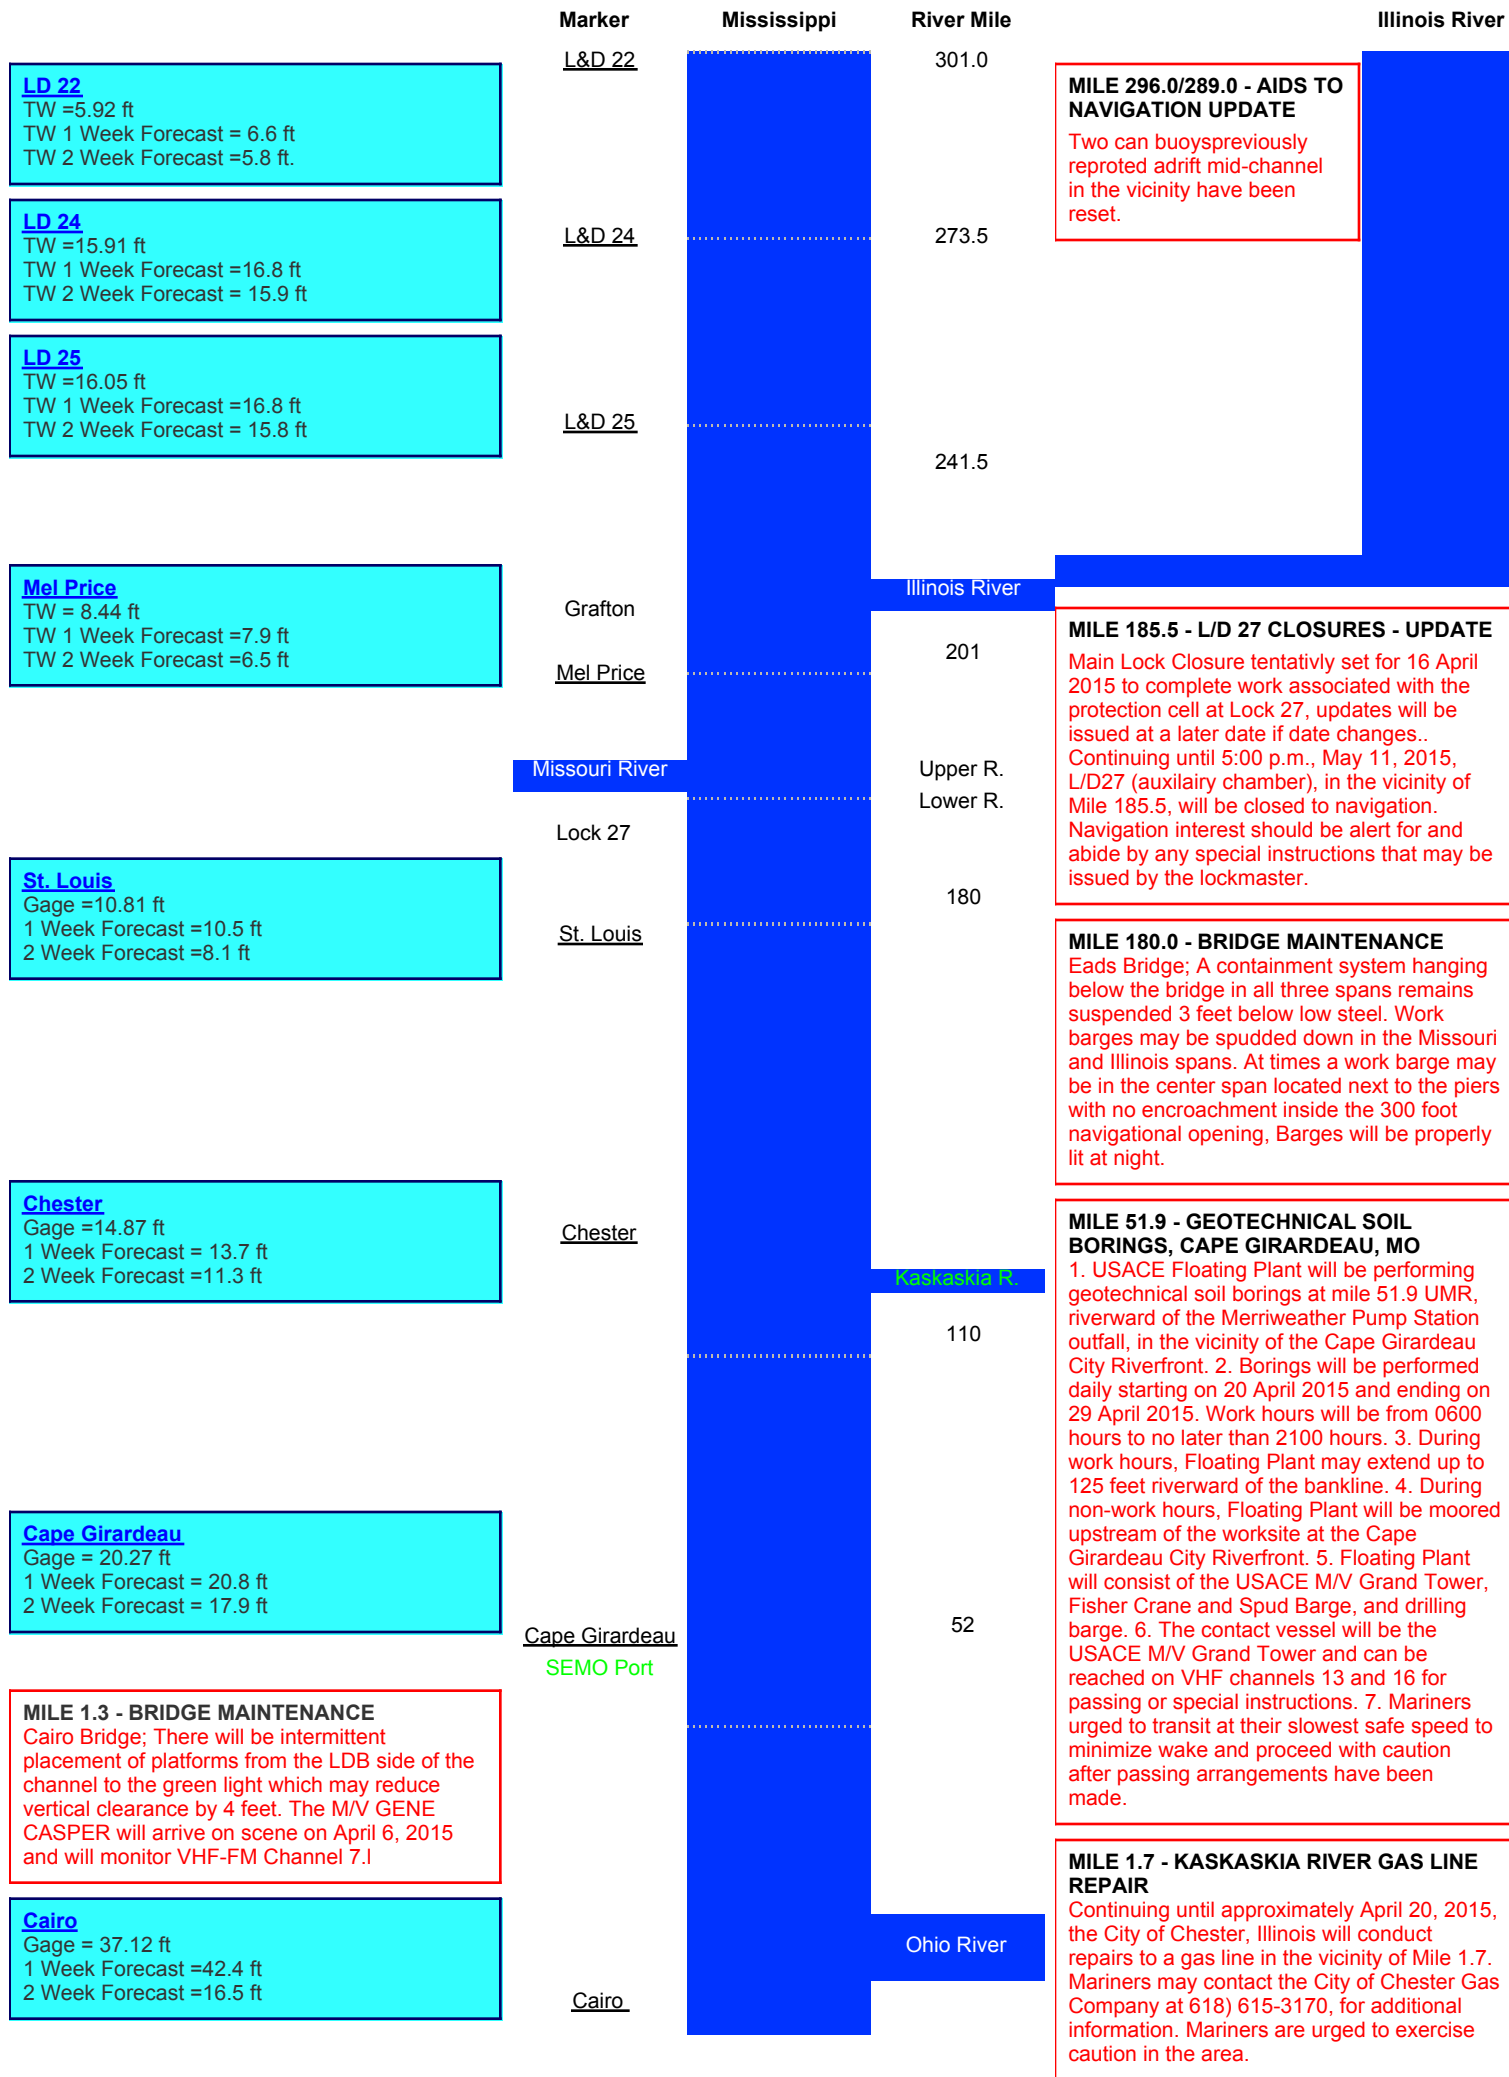 Marker Mississippi River Mile Illinois River
L&D 22 301.0
LD 22
TW =5.92 ft
TW 1 Week Forecast = 6.6 ft
TW 2 Week Forecast =5.8 ft.
MILE 296.0/289.0 - AIDS TO
NAVIGATION UPDATE
Two can buoyspreviously
reproted adrift mid-channel
in the vicinity have been
reset.
LD 24
TW =15.91 ft
TW 1 Week Forecast =16.8 ft
TW 2 Week Forecast = 15.9 ft
L&D 24 273.5
LD 25
TW =16.05 ft
TW 1 Week Forecast =16.8 ft
TW 2 Week Forecast = 15.8 ft
L&D 25
241.5
Mel Price
TW = 8.44 ft
TW 1 Week Forecast =7.9 ft
TW 2 Week Forecast =6.5 ft
Illinois River
Grafton
201
Mel Price
MILE 185.5 - L/D 27 CLOSURES - UPDATE
Main Lock Closure tentativly set for 16 April
2015 to complete work associated with the
protection cell at Lock 27, updates will be
issued at a later date if date changes..
Continuing until 5:00 p.m., May 11, 2015,
L/D27 (auxilairy chamber), in the vicinity of
Mile 185.5, will be closed to navigation.
Navigation interest should be alert for and
abide by any special instructions that may be
issued by the lockmaster.
Missouri River Upper R.
Lower R.
Lock 27
St. Louis
Gage =10.81 ft
1 Week Forecast =10.5 ft
2 Week Forecast =8.1 ft
180
St. Louis
MILE 180.0 - BRIDGE MAINTENANCE
Eads Bridge; A containment system hanging
below the bridge in all three spans remains
suspended 3 feet below low steel. Work
barges may be spudded down in the Missouri
and Illinois spans. At times a work barge may
be in the center span located next to the piers
with no encroachment inside the 300 foot
navigational opening, Barges will be properly
lit at night.
Chester
Gage =14.87 ft
1 Week Forecast = 13.7 ft
2 Week Forecast =11.3 ft
Chester
Kaskaskia R.
110
MILE 51.9 - GEOTECHNICAL SOIL
BORINGS, CAPE GIRARDEAU, MO
1. USACE Floating Plant will be performing
geotechnical soil borings at mile 51.9 UMR,
riverward of the Merriweather Pump Station
outfall, in the vicinity of the Cape Girardeau
City Riverfront. 2. Borings will be performed
daily starting on 20 April 2015 and ending on
29 April 2015. Work hours will be from 0600
hours to no later than 2100 hours. 3. During
work hours, Floating Plant may extend up to
125 feet riverward of the bankline. 4. During
non-work hours, Floating Plant will be moored
upstream of the worksite at the Cape
Girardeau City Riverfront. 5. Floating Plant
will consist of the USACE M/V Grand Tower,
Fisher Crane and Spud Barge, and drilling
barge. 6. The contact vessel will be the
USACE M/V Grand Tower and can be
reached on VHF channels 13 and 16 for
passing or special instructions. 7. Mariners
urged to transit at their slowest safe speed to
minimize wake and proceed with caution
after passing arrangements have been
made.
Cape Girardeau
Gage = 20.27 ft
1 Week Forecast = 20.8 ft
2 Week Forecast = 17.9 ft
Cape Girardeau 52
SEMO Port
MILE 1.3 - BRIDGE MAINTENANCE
Cairo Bridge; There will be intermittent
placement of platforms from the LDB side of the
channel to the green light which may reduce
vertical clearance by 4 feet. The M/V GENE
CASPER will arrive on scene on April 6, 2015
and will monitor VHF-FM Channel 7.l
MILE 1.7 - KASKASKIA RIVER GAS LINE
REPAIR
Continuing until approximately April 20, 2015,
the City of Chester, Illinois will conduct
repairs to a gas line in the vicinity of Mile 1.7.
Mariners may contact the City of Chester Gas
Company at 618) 615-3170, for additional
information. Mariners are urged to exercise
caution in the area.
Cairo
Gage = 37.12 ft
1 Week Forecast =42.4 ft
2 Week Forecast =16.5 ft
Ohio River
Cairo